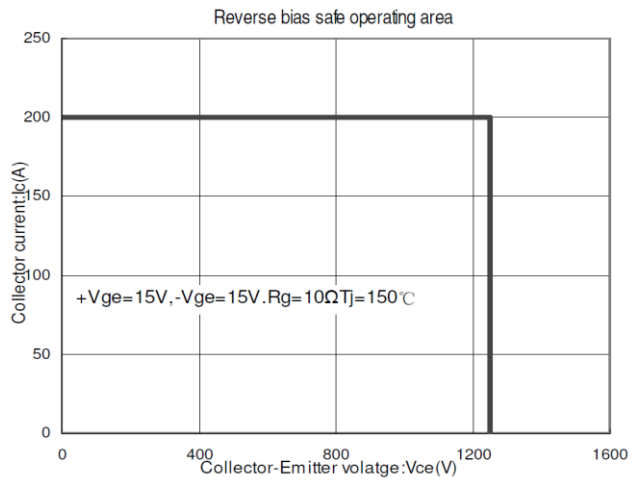 Reverse bias safe operating area
250
200
150
100
50
0
Collector current:Ic(A)
+Vge=15V,-Vge=15V.Rg=10ΩTj=150℃
0 400 800 1200 1600
Collector-Emitter volatge:Vce(V)